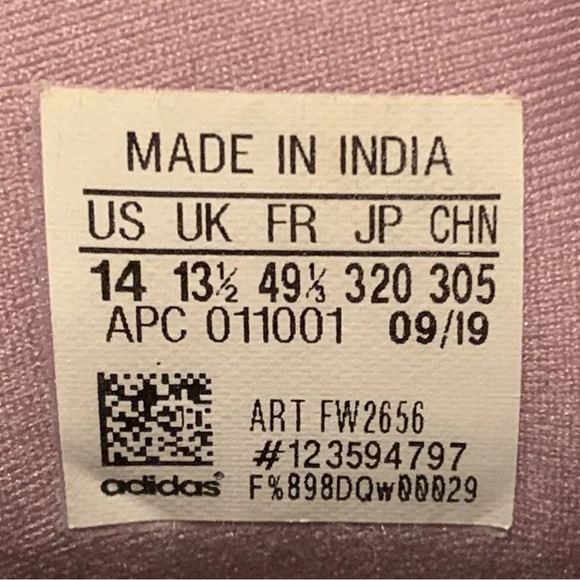 MADE IN INDIA
US UK FR JP CHN
14 13½ 49⅓ 320 305
APC 011001 09/19
ART FW2656
#123594797
adidas® F%898DQw00029